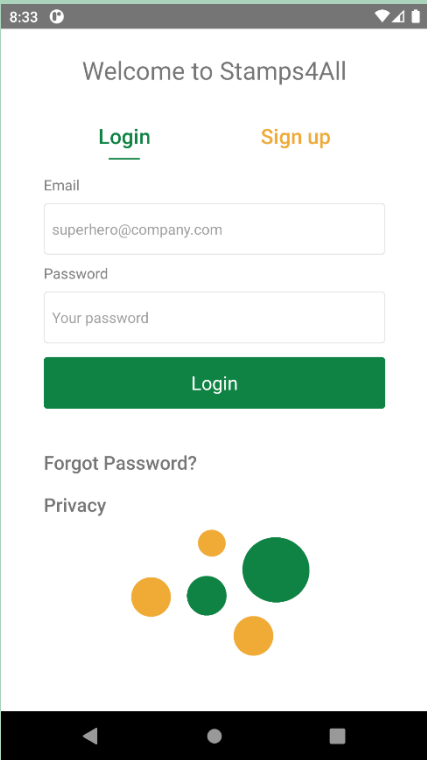 8:33
Welcome to Stamps4All
Login Sign up
Email
superhero@company.com
Password
Your password
Login
Forgot Password?
Privacy